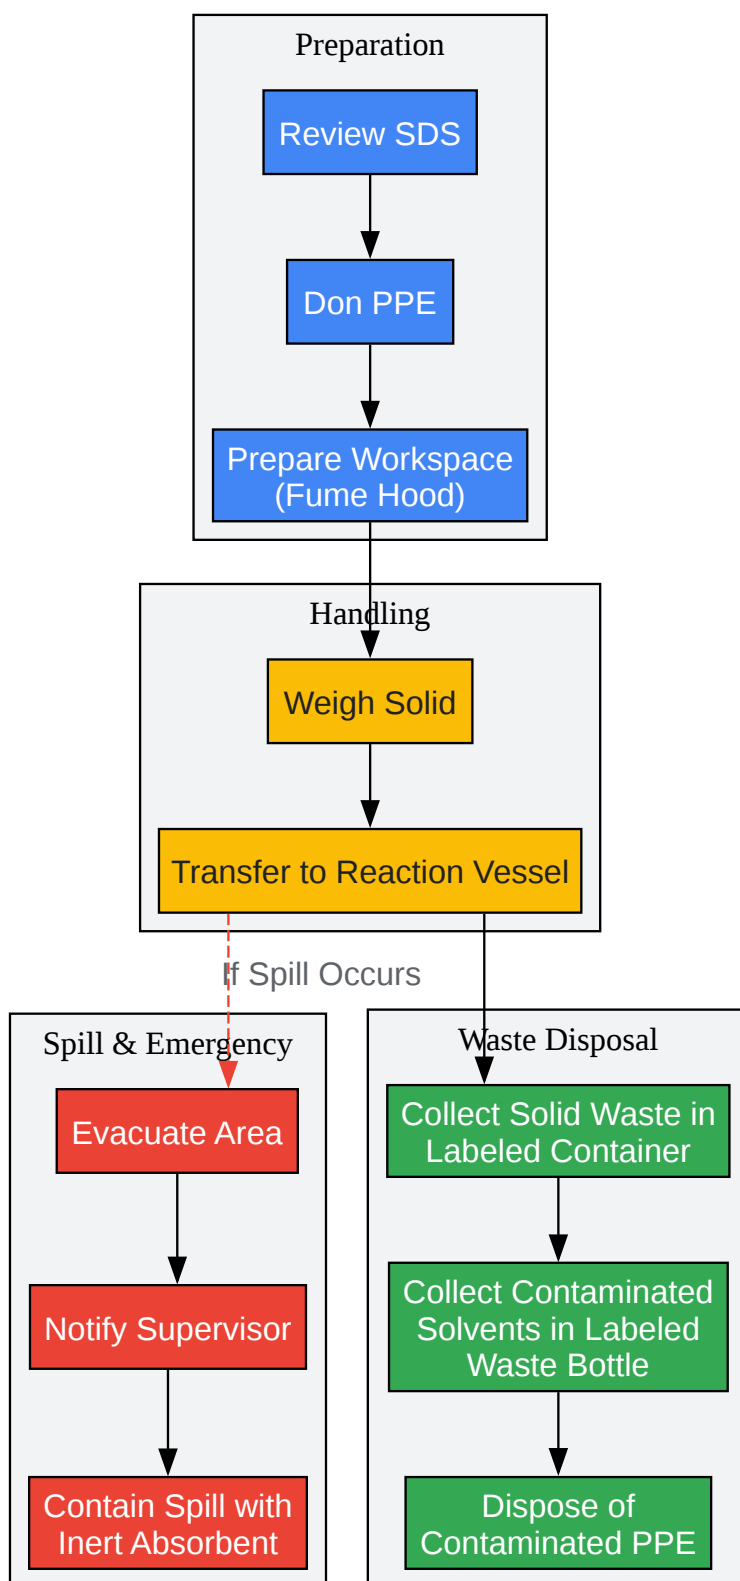 Preparation
Review SDS
Don PPE
Prepare Workspace
(Fume Hood)
Handling
Weigh Solid
Transfer to Reaction Vessel
If Spill Occurs
Spill & Emergency
Evacuate Area
Notify Supervisor
Contain Spill with
Inert Absorbent
Waste Disposal
Collect Solid Waste in
Labeled Container
Collect Contaminated
Solvents in Labeled
Waste Bottle
Dispose of
Contaminated PPE